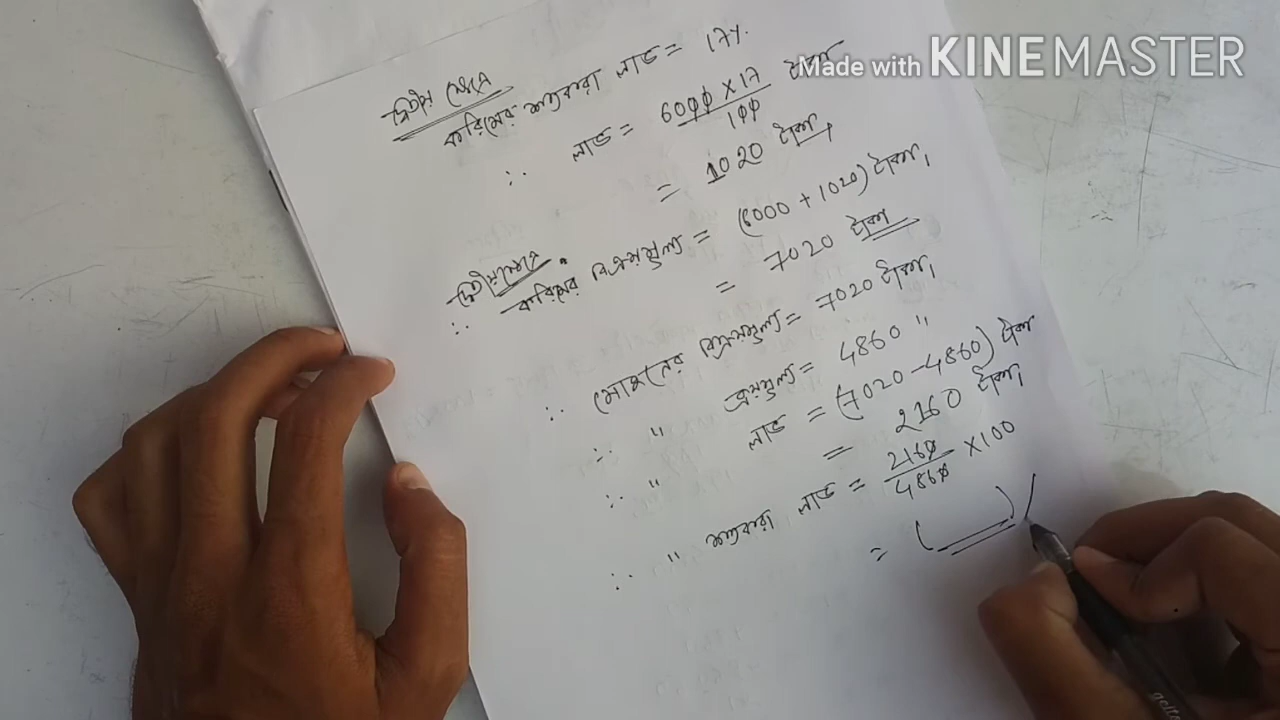 Made with KINEMASTER
দ্বিতীয় ক্ষেত্রে
করিমের শতকরা লাভ = 17%.
∴ লাভ = 6000 × 17 / 100 টাকা
= 1020 টাকা
দ্বিতীয়ক্ষেত্রে
∴ করিমের বিক্রয়মুল্য = (6000 + 1020) টাকা।
= 7020 টাকা
∴ মোহনের বিক্রয়মুল্য = 7020 টাকা।
∴ " ক্রয়মুল্য = 4860 "
∴ " লাভ = (7020 - 4860) টাকা
= 2160 টাকা।
∴ " শতকরা লাভ = 2160 / 4860 × 100
= ( )